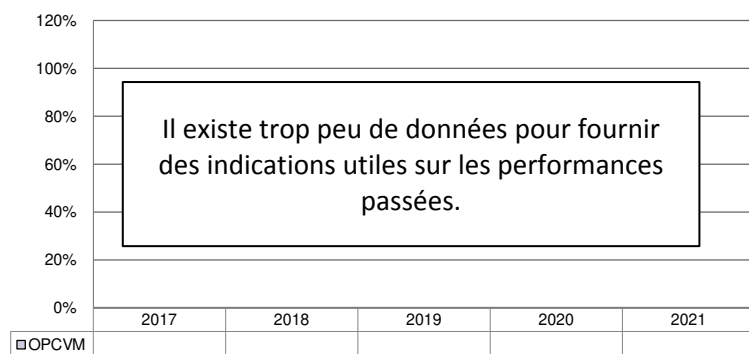 120%
100%
80%
60%
40%
20%
0%
Il existe trop peu de données pour fournir
des indications utiles sur les performances
passées.
2017 2018 2019 2020 2021
OPCVM